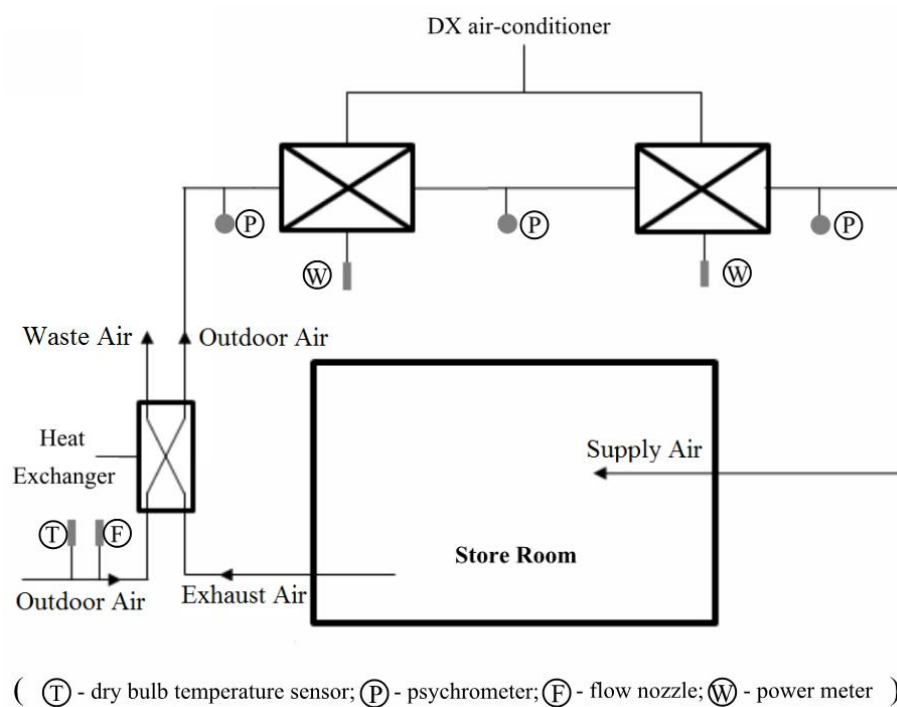 DX air-conditioner
P
P
P
W
W
Waste Air
Outdoor Air
Heat
Exchanger
Supply Air
T
F
Store Room
Outdoor Air
Exhaust Air
( T - dry bulb temperature sensor; P - psychrometer; F - flow nozzle; W - power meter )